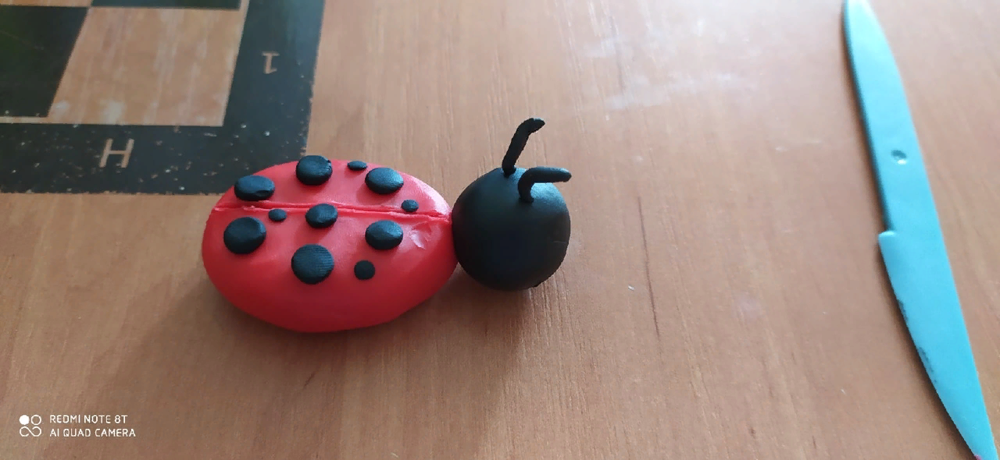 1
H
REDMI NOTE 8T
AI QUAD CAMERA